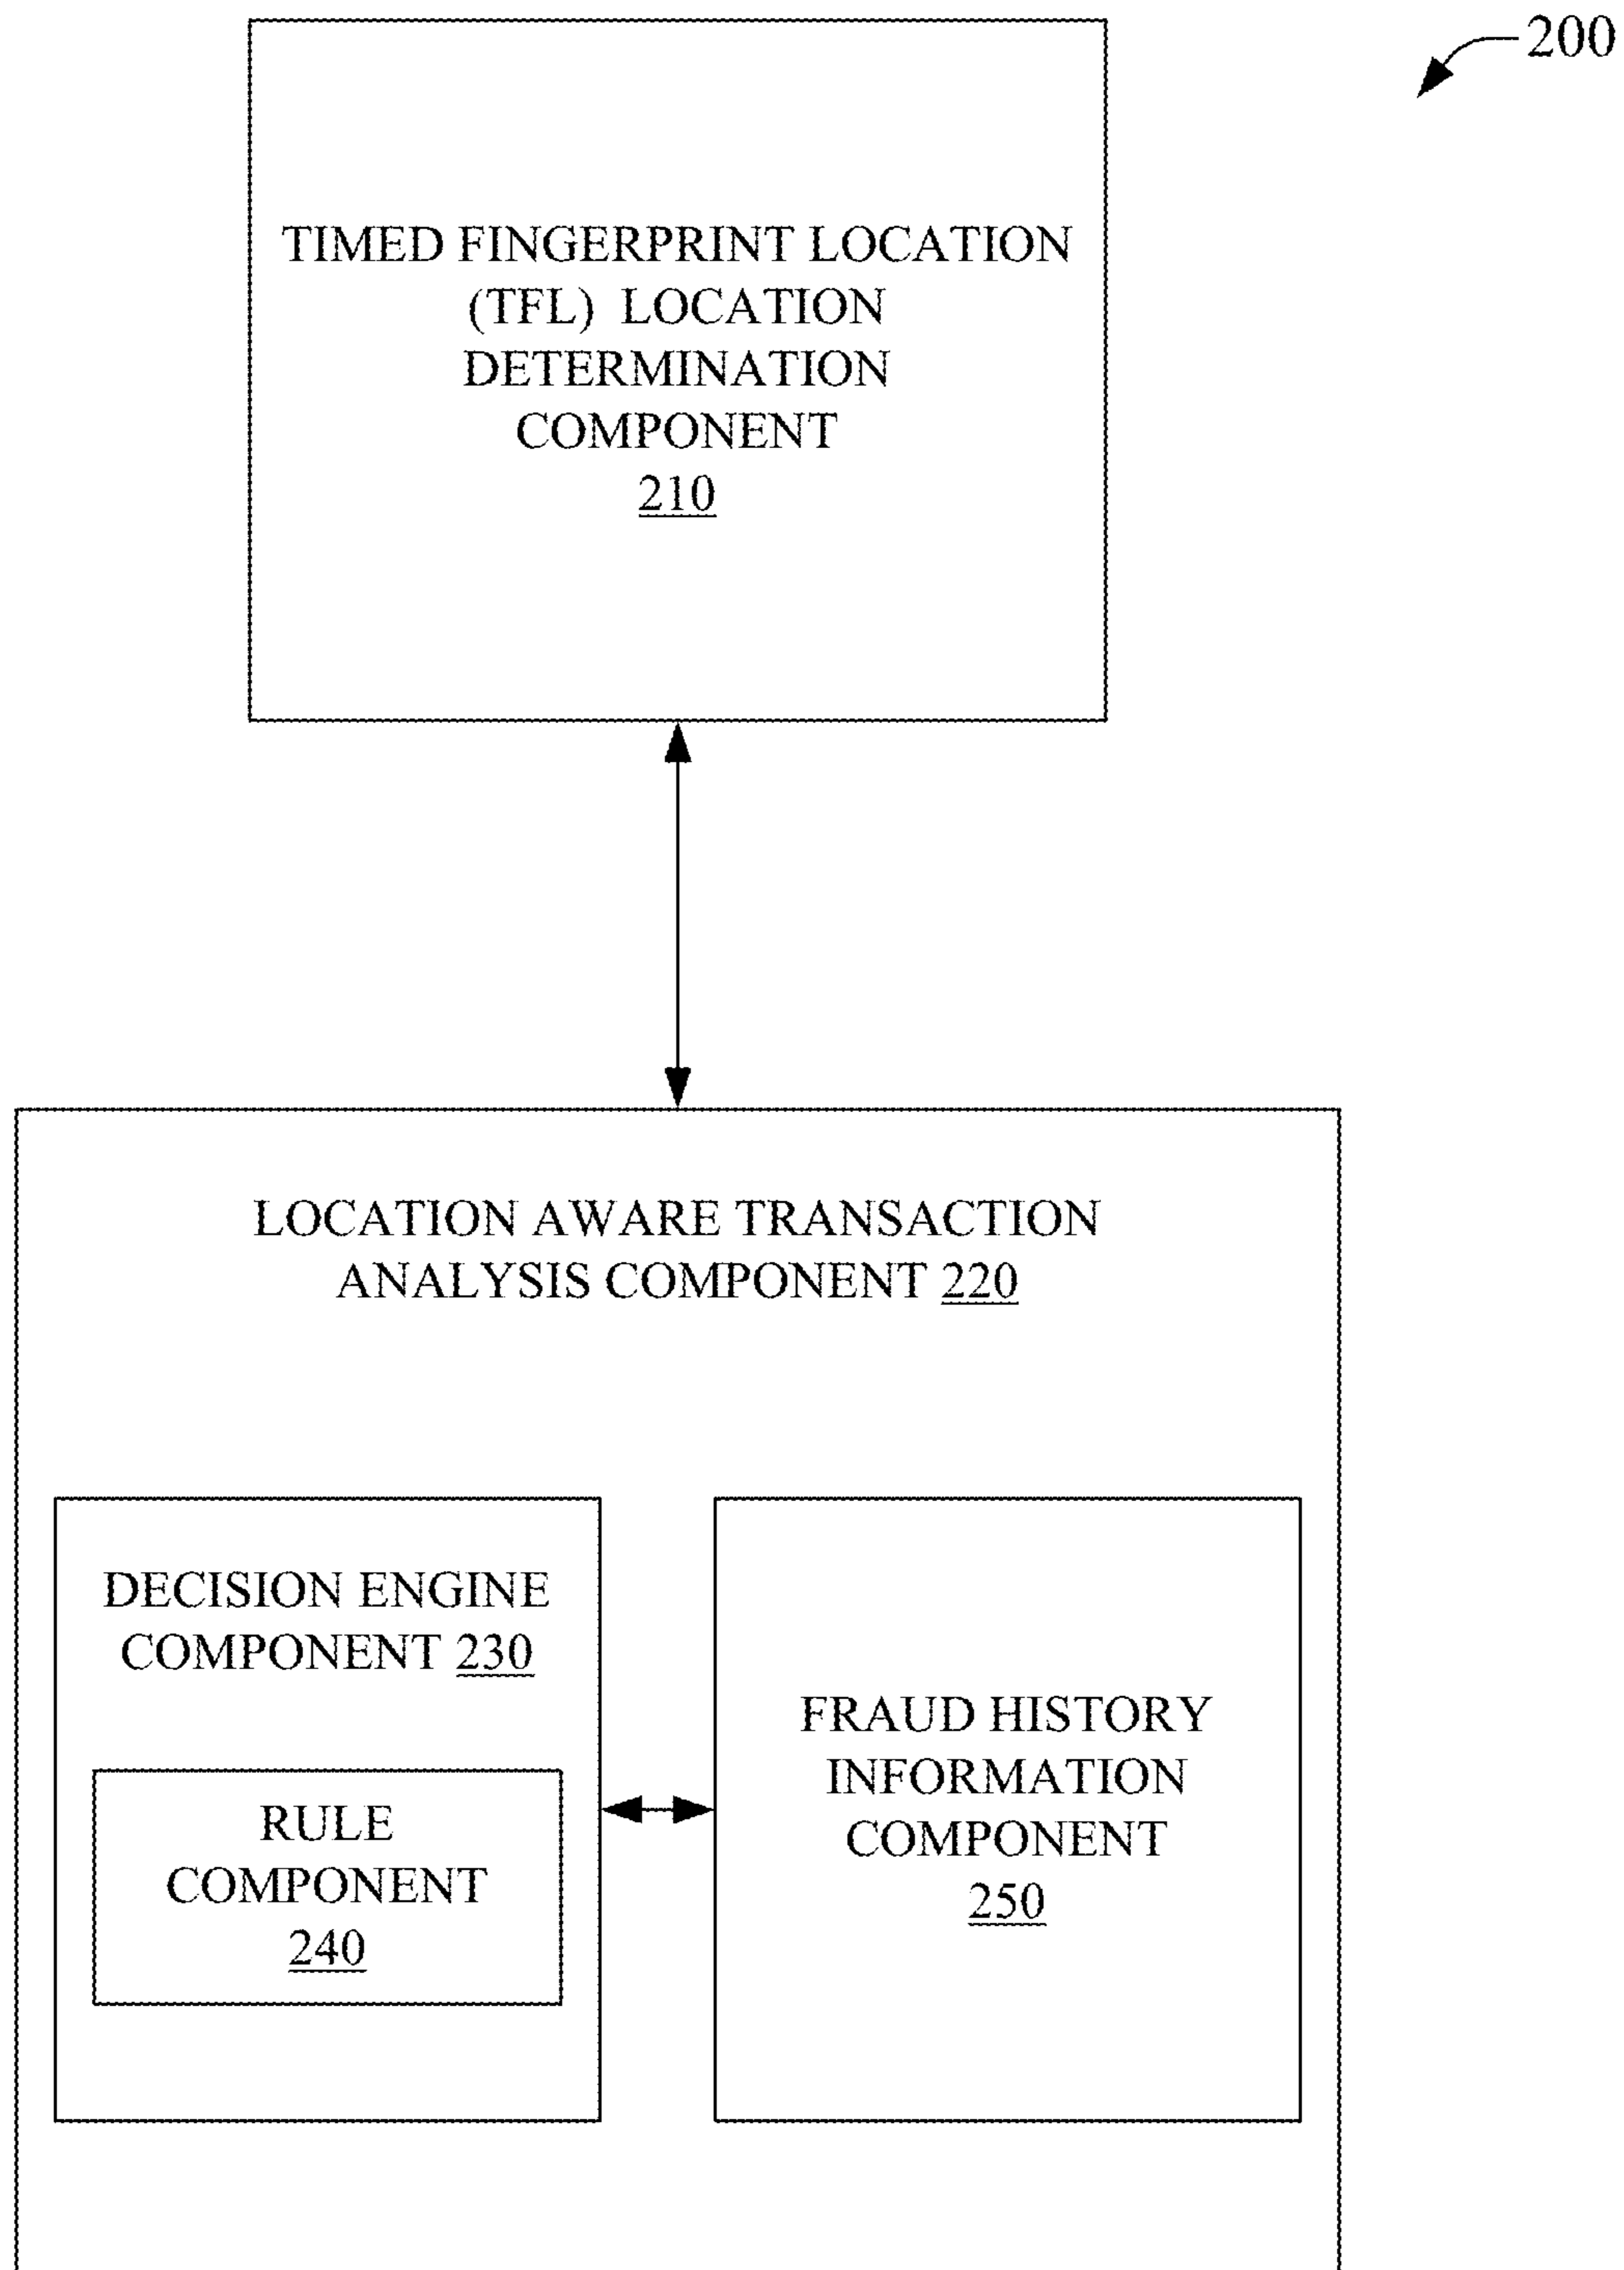 200
TIMED FINGERPRINT LOCATION
(TFL) LOCATION
DETERMINATION
COMPONENT
210
LOCATION AWARE TRANSACTION
ANALYSIS COMPONENT 220
DECISION ENGINE
COMPONENT 230
RULE
COMPONENT
240
FRAUD HISTORY
INFORMATION
COMPONENT
250